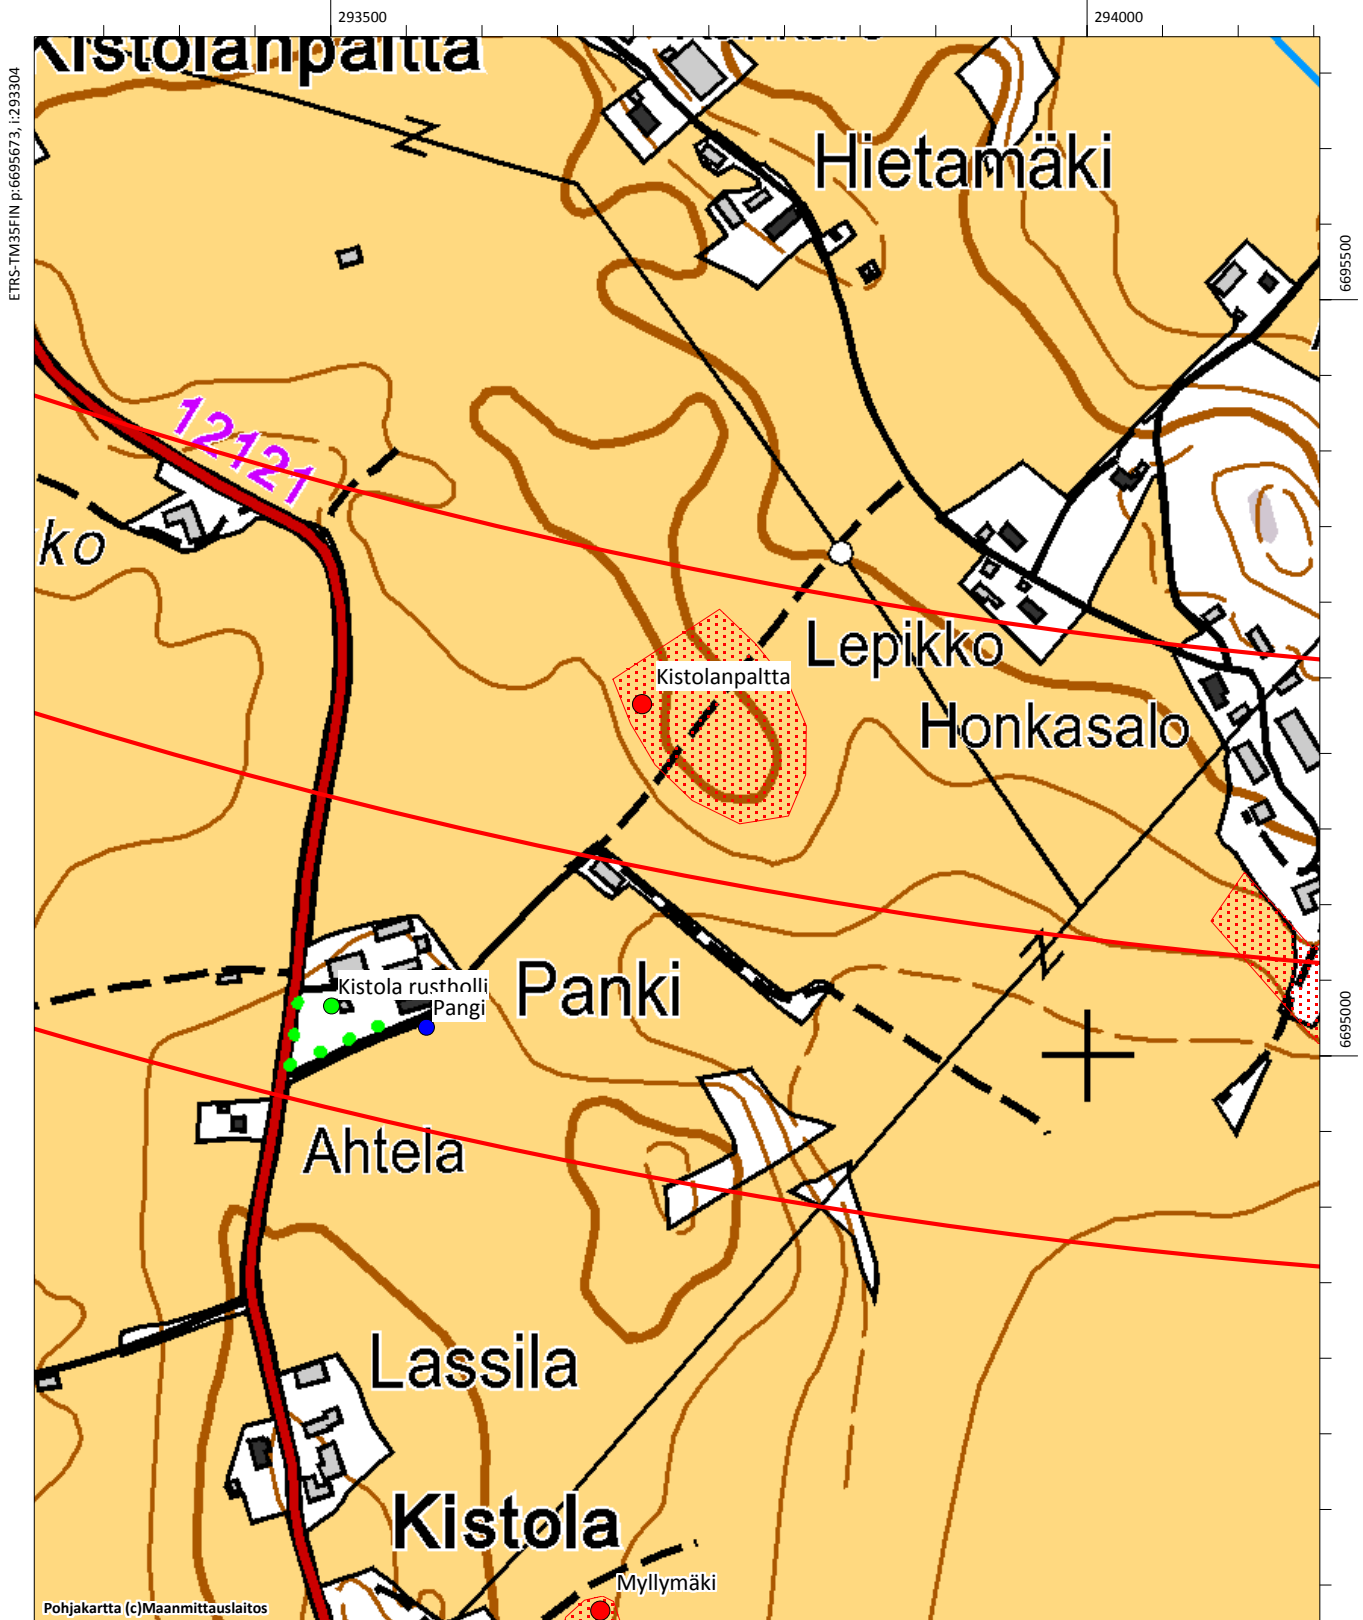 293500
294000
ETRS-TM35FIN p:6695673, i:293304
Kistolanpaltta
Hietamäki
6695500
12121
ko
Lepikko
Kistolanpaltta
Honkasalo
Panki
Kistola rustholli
Pangi
6695000
Ahtela
Lassila
Kistola
Myllymäki
Pohjakartta (c)Maanmittauslaitos